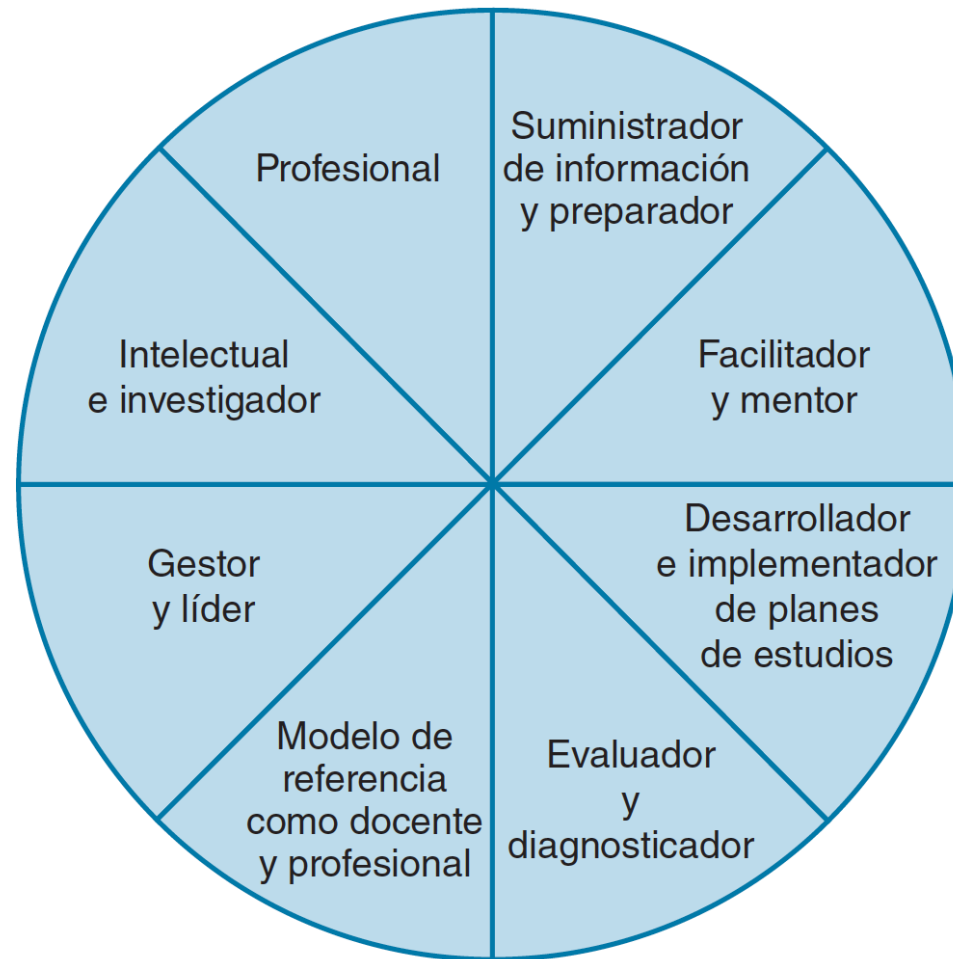 Profesional
Suministrador
de información
y preparador
Facilitador
y mentor
Desarrollador
e implementador
de planes
de estudios
Evaluador
y
diagnosticador
Modelo de
referencia
como docente
y profesional
Gestor
y líder
Intelectual
e investigador